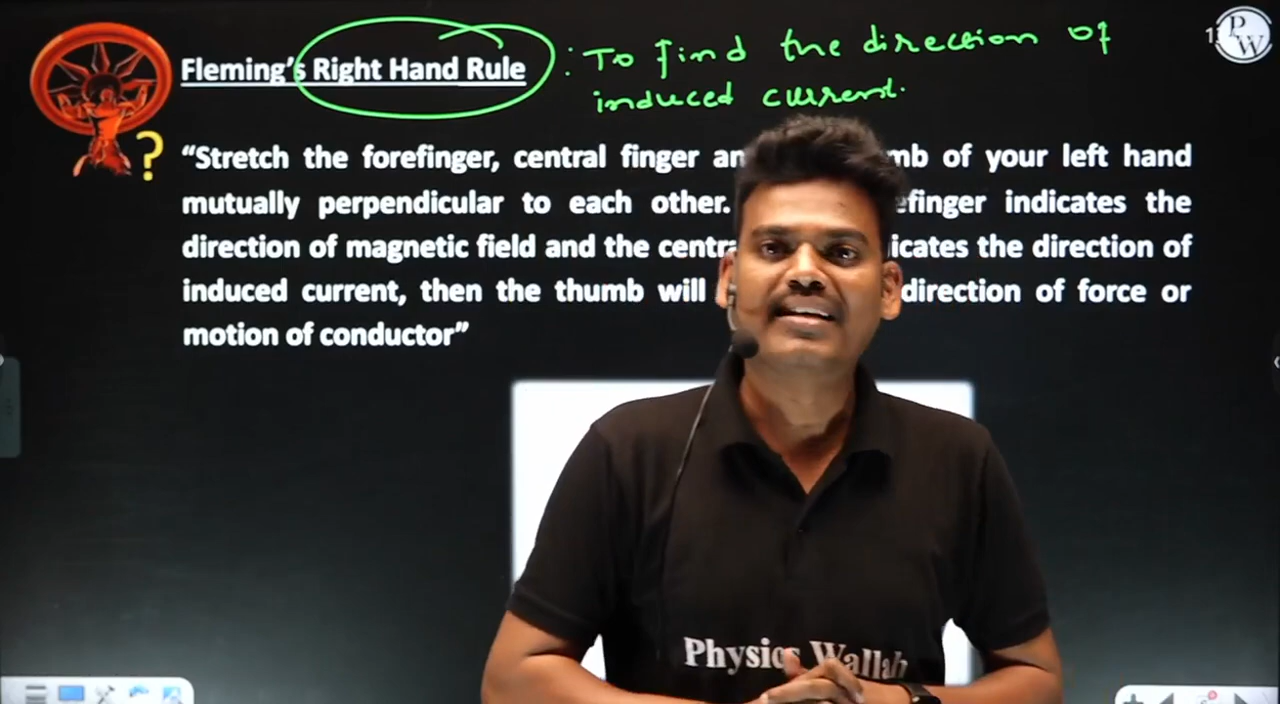 Fleming's Right Hand Rule : To find the direction of
induced current.
"Stretch the forefinger, central finger an mb of your left hand
mutually perpendicular to each other. efinger indicates the
direction of magnetic field and the centra icates the direction of
induced current, then the thumb will direction of force or
motion of conductor"
?
PW
Physics Wallah